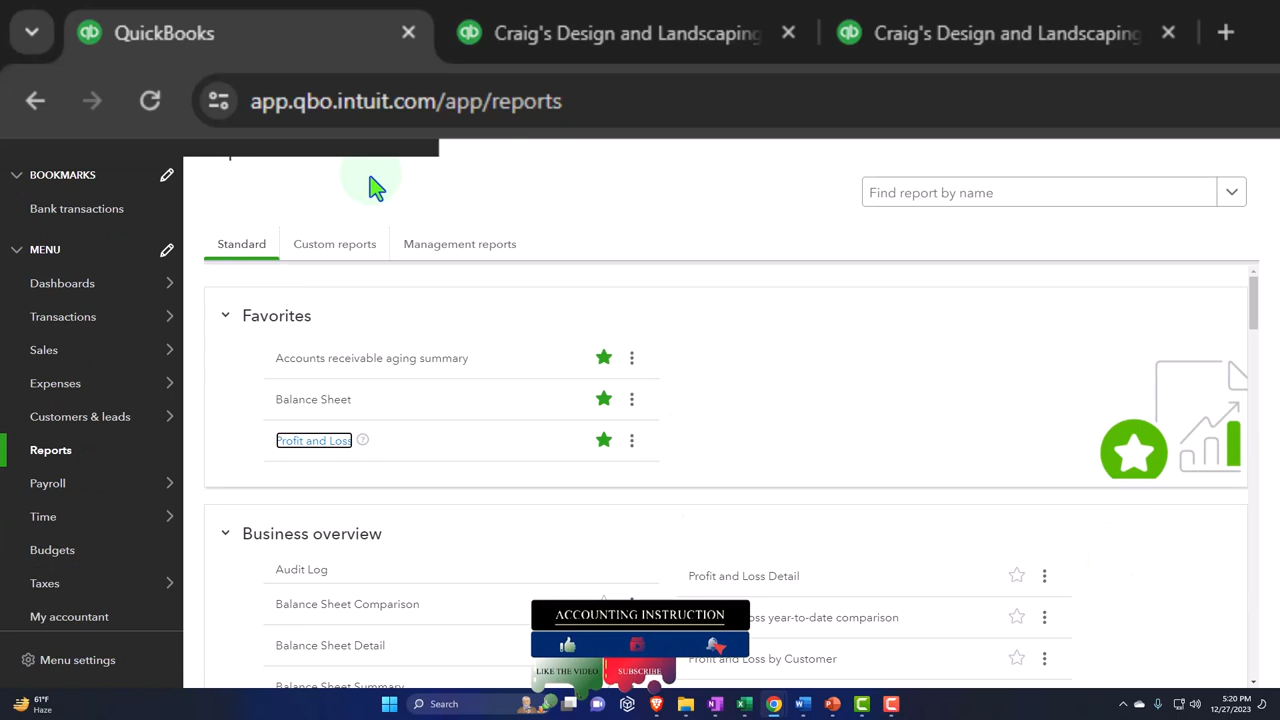 QuickBooks
Craig's Design and Landscaping
Craig's Design and Landscaping
app.qbo.intuit.com/app/reports
BOOKMARKS
Bank transactions
MENU
Dashboards
Transactions
Sales
Expenses
Customers & leads
Reports
Payroll
Time
Budgets
Taxes
My accountant
Menu settings
Find report by name
Standard
Custom reports
Management reports
Favorites
Accounts receivable aging summary
Balance Sheet
Profit and Loss
Business overview
Audit Log
Balance Sheet Comparison
Balance Sheet Detail
Balance Sheet Summary
Profit and Loss Detail
oss year-to-date comparison
Profit and Loss by Customer
ACCOUNTING INSTRUCTION
LIKE THE VIDEO
SUBSCRIBE
61°F
Haze
Search
5:20 PM
12/27/2023